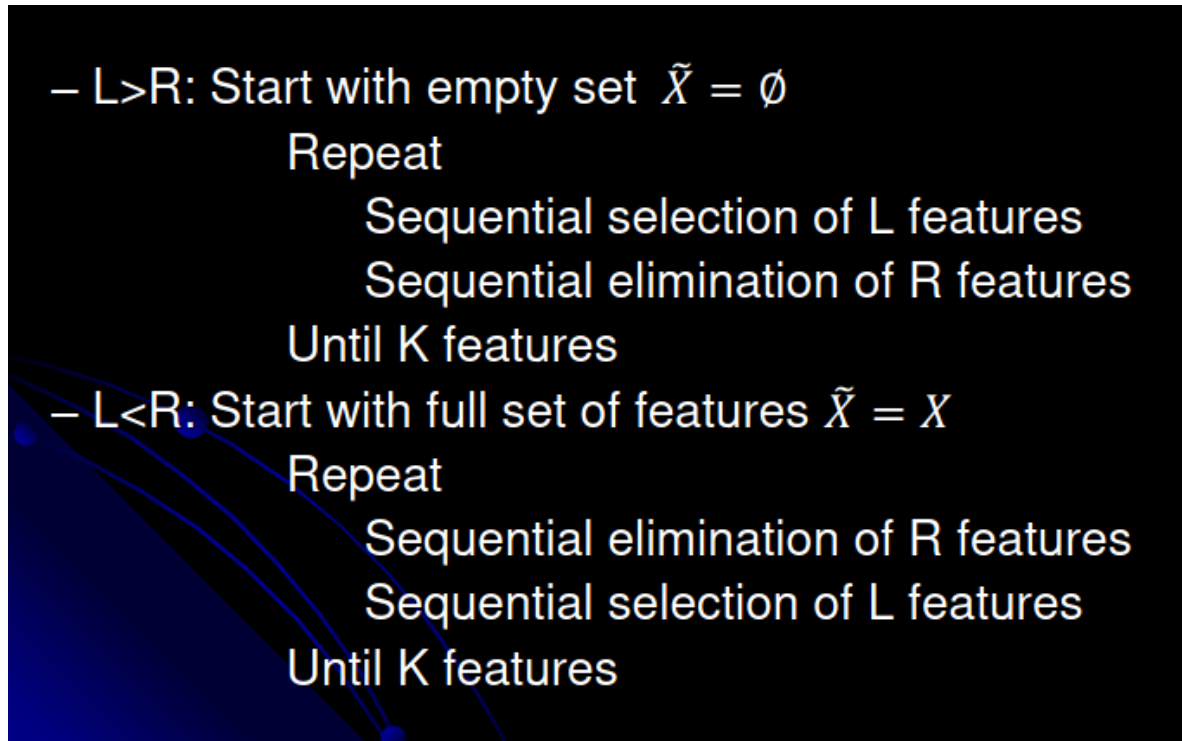 – L>R: Start with empty set X̃ = ∅
Repeat
Sequential selection of L features
Sequential elimination of R features
Until K features
– L<R: Start with full set of features X̃ = X
Repeat
Sequential elimination of R features
Sequential selection of L features
Until K features